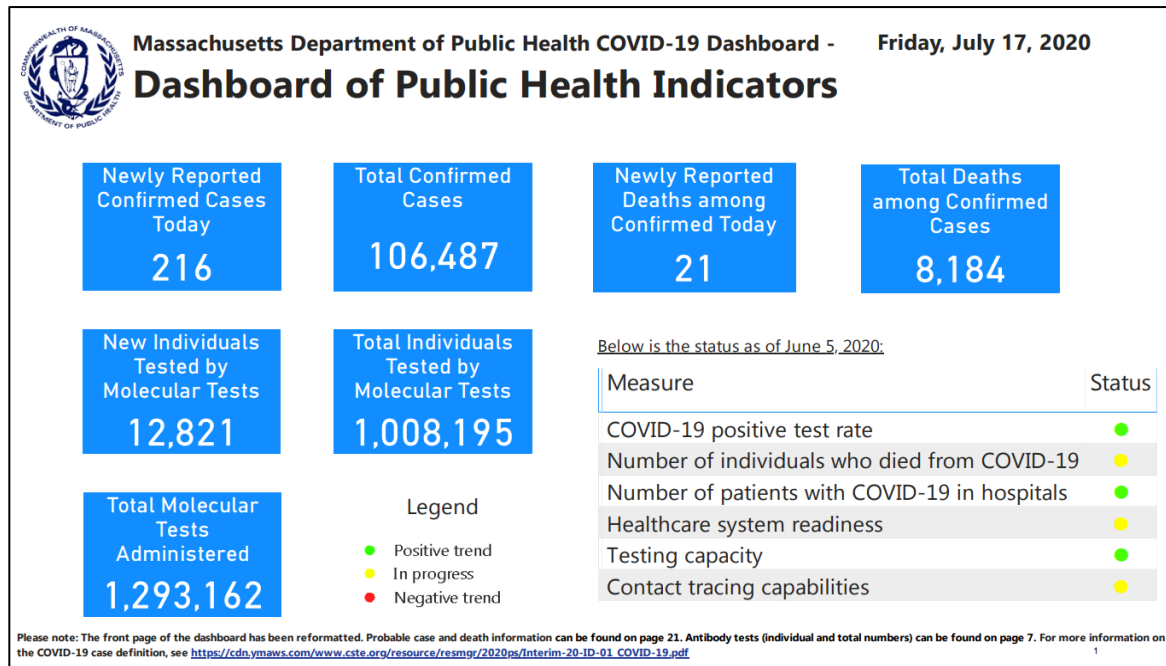 COMMONWEALTH OF MASSACHUSETTS
DEPARTMENT OF PUBLIC HEALTH
Massachusetts Department of Public Health COVID-19 Dashboard -
Friday, July 17, 2020
Dashboard of Public Health Indicators
Newly Reported
Confirmed Cases
Today
216
Total Confirmed
Cases
106,487
Newly Reported
Deaths among
Confirmed Today
21
Total Deaths
among Confirmed
Cases
8,184
New Individuals
Tested by
Molecular Tests
12,821
Total Individuals
Tested by
Molecular Tests
1,008,195
Total Molecular
Tests
Administered
1,293,162
Legend
Positive trend
In progress
Negative trend
Below is the status as of June 5, 2020:
Measure Status
COVID-19 positive test rate
Number of individuals who died from COVID-19
Number of patients with COVID-19 in hospitals
Healthcare system readiness
Testing capacity
Contact tracing capabilities
Please note: The front page of the dashboard has been reformatted. Probable case and death information can be found on page 21. Antibody tests (individual and total numbers) can be found on page 7. For more information on
the COVID-19 case definition, see https://cdn.ymaws.com/www.cste.org/resource/resmgr/2020ps/Interim-20-ID-01_COVID-19.pdf
1